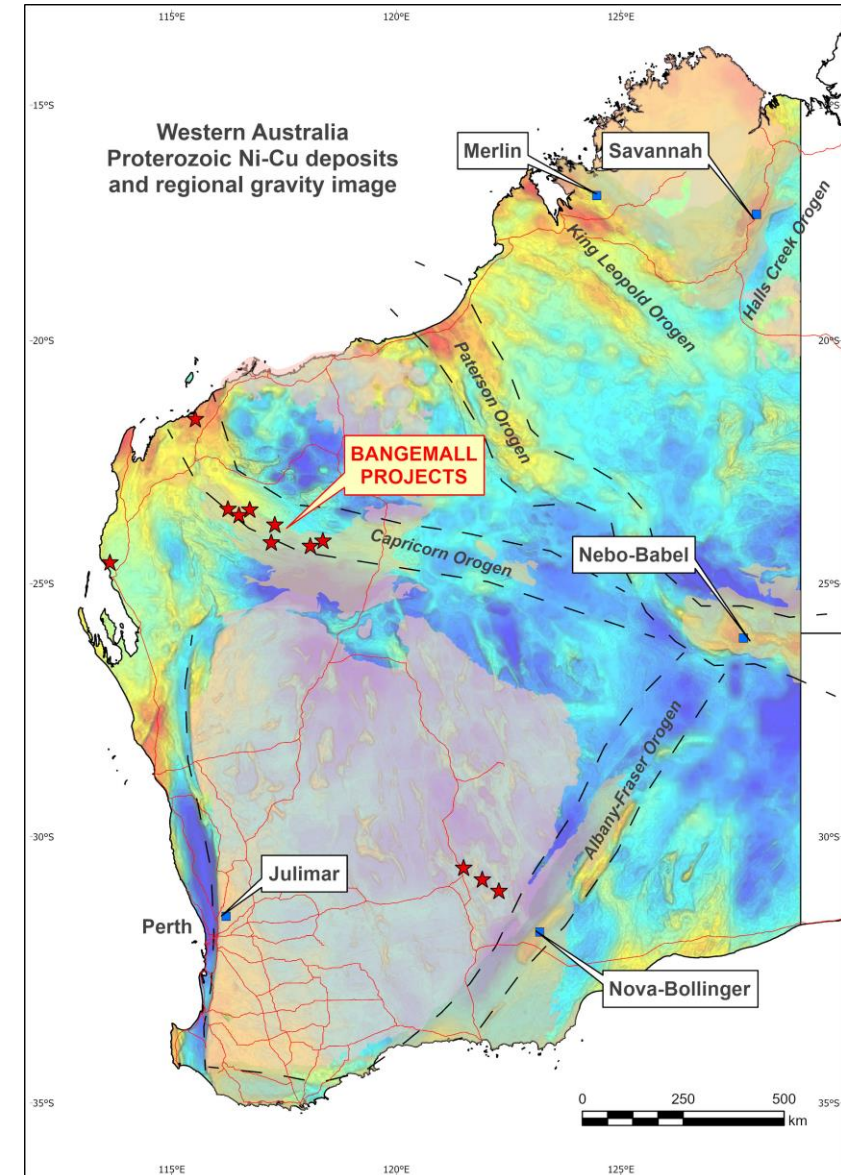 115°E
120°E
125°E
15°S
15°S
Western Australia
Proterozoic Ni-Cu deposits
and regional gravity image
Merlin
Savannah
King Leopold Orogen
Halls Creek Orogen
20°S
20°S
Paterson Orogen
BANGEMALL
PROJECTS
Capricorn Orogen
Nebo-Babel
25°S
25°S
Albany-Fraser Orogen
30°S
30°S
Julimar
Perth
Nova-Bollinger
0 250 500
km
35°S
35°S
115°E
120°E
125°E